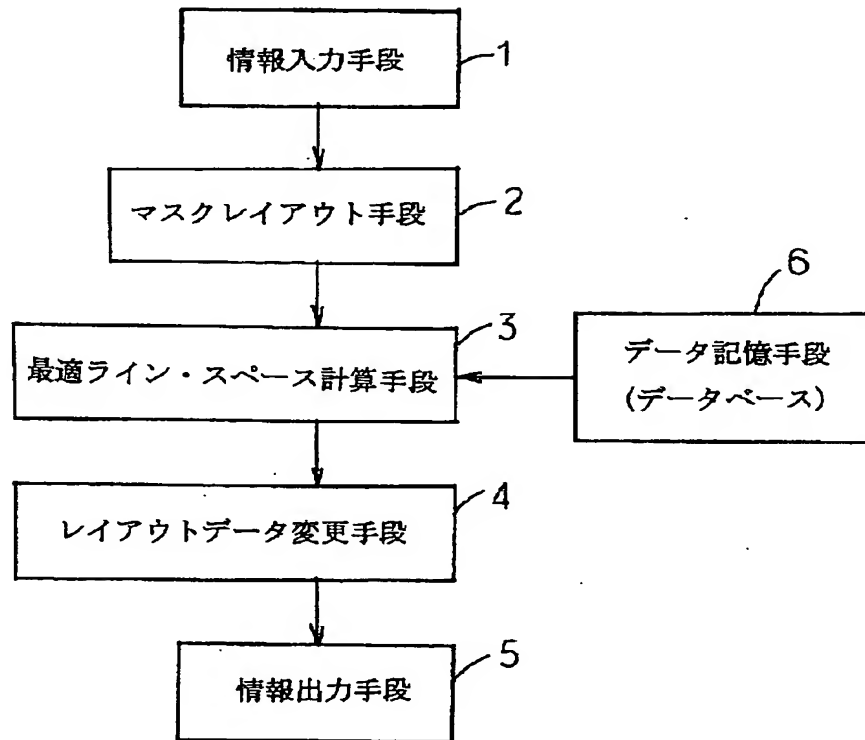 情報入力手段
1
マスクレイアウト手段
2
最適ライン・スペース計算手段
3
データ記憶手段
(データベース)
6
レイアウトデータ変更手段
4
情報出力手段
5